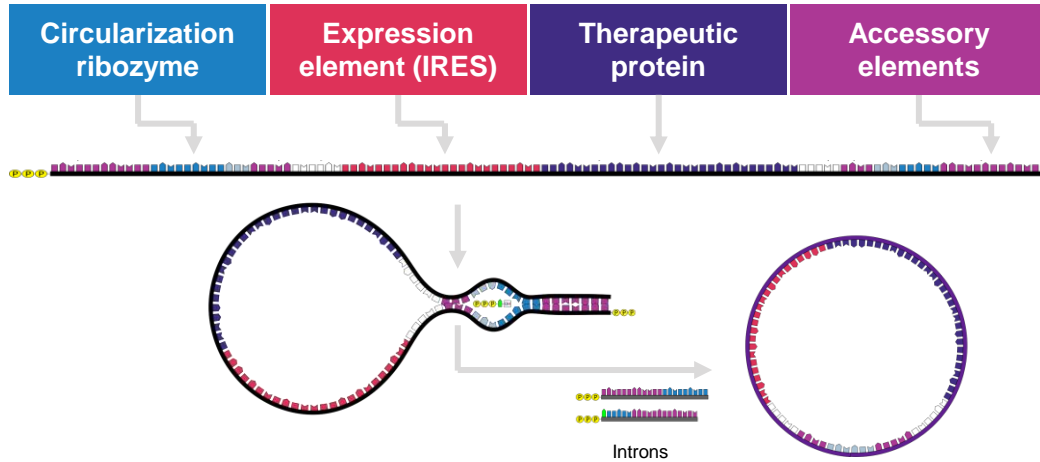 Circularization
ribozyme
Expression
element (IRES)
Therapeutic
protein
Accessory
elements
P P P
P P P
P P P
P P P
P P P
Introns